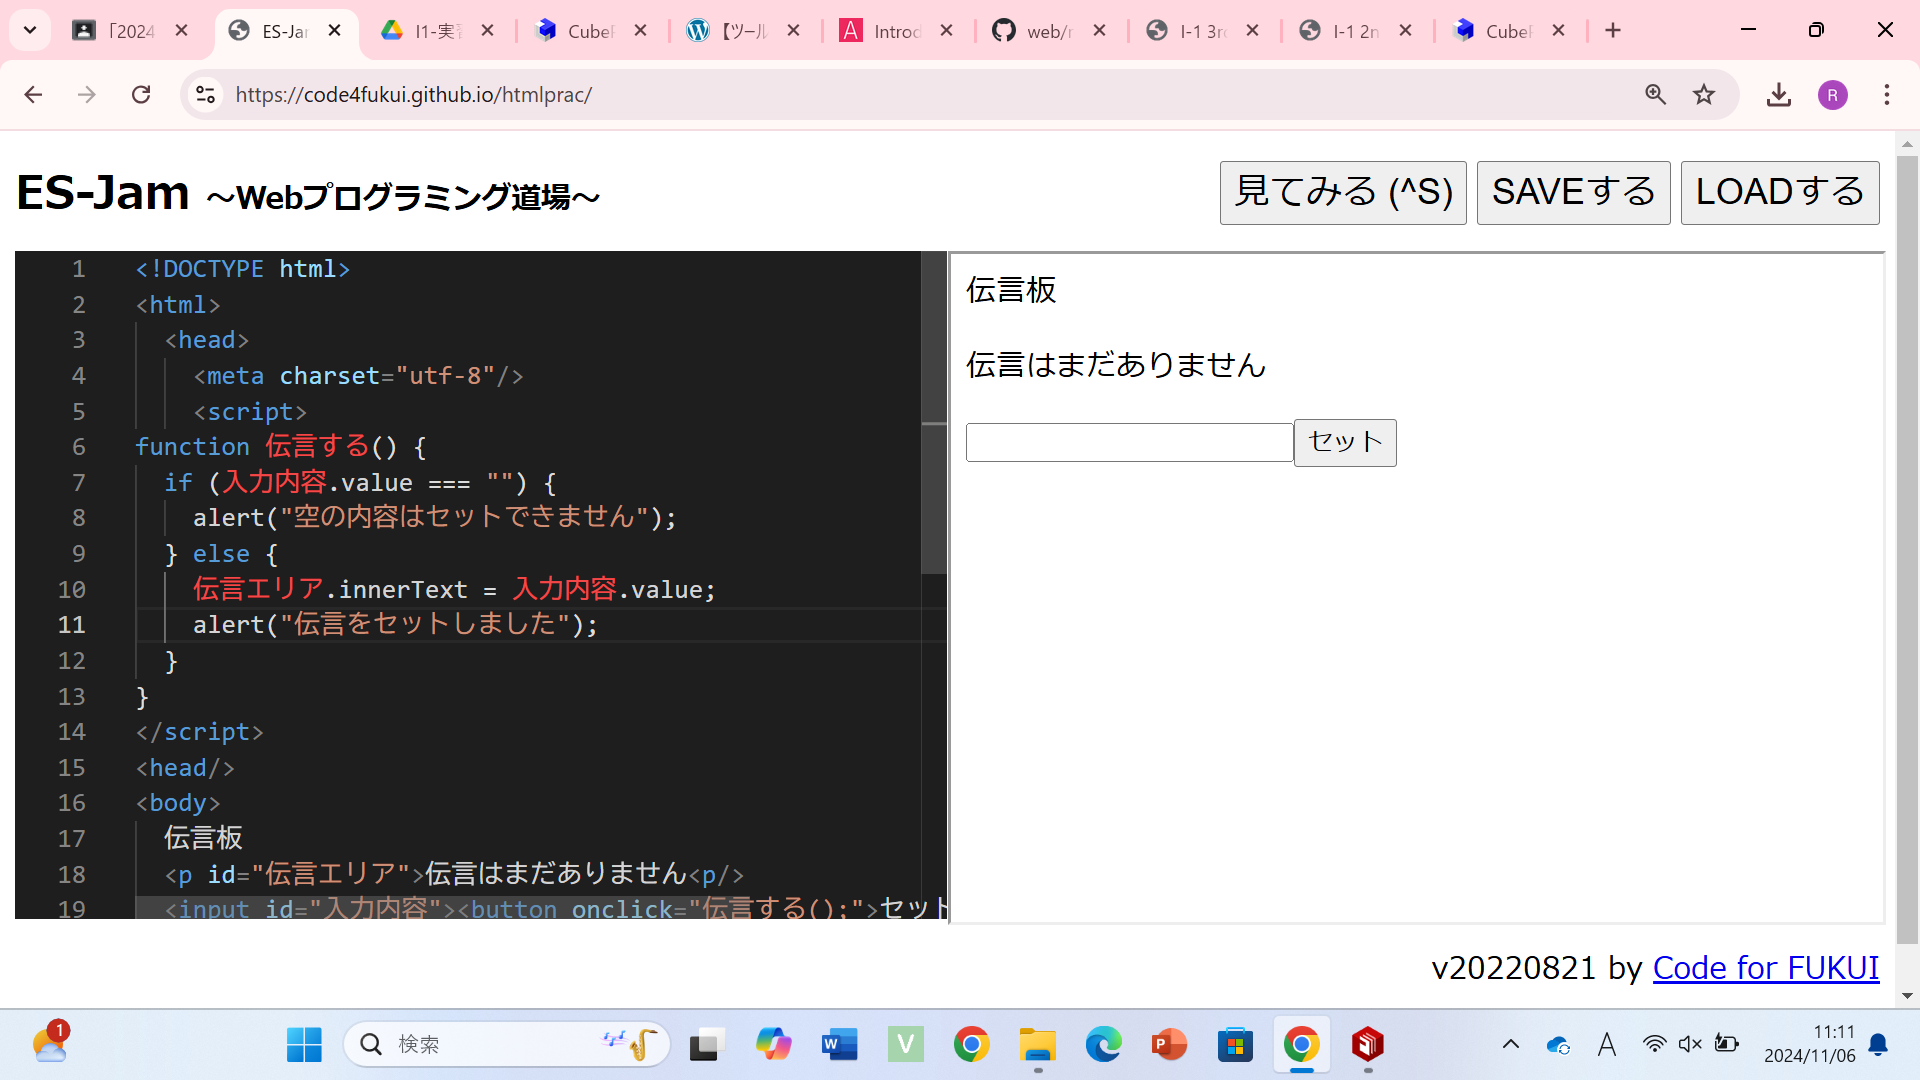 「2024
ES-Jar
I1-実
CubeP
【ツール
Introd
web/r
I-1 3rd
I-1 2n
CubeP
https://code4fukui.github.io/htmlprac/
R
ES-Jam ～Webプログラミング道場～
見てみる (^S)
SAVEする
LOADする
1 <!DOCTYPE html>
2 <html>
3 <head>
4 <meta charset="utf-8"/>
5 <script>
6 function 伝言する() {
7 if (入力内容.value === "") {
8 alert("空の内容はセットできません");
9 } else {
10 伝言エリア.innerText = 入力内容.value;
11 alert("伝言をセットしました");
12 }
13 }
14 </script>
15 <head/>
16 <body>
17 伝言板
18 <p id="伝言エリア">伝言はまだありません<p/>
19 <input id="入力内容"><button onclick="伝言する();">セット
伝言板
伝言はまだありません
セット
v20220821 by Code for FUKUI
1
検索
A
11:11
2024/11/06